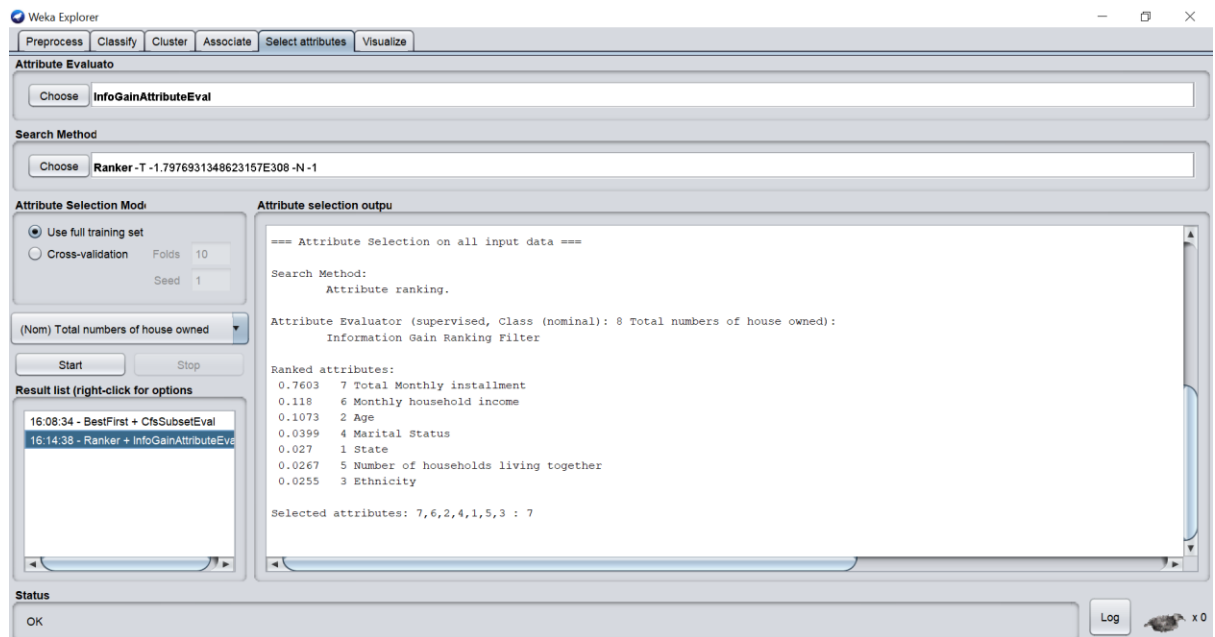 Weka Explorer
Preprocess Classify Cluster Associate Select attributes Visualize
Attribute Evaluato
Choose InfoGainAttributeEval
Search Method
Choose Ranker -T -1.7976931348623157E308 -N -1
Attribute Selection Mod
Use full training set
Cross-validation Folds 10
Seed 1
(Nom) Total numbers of house owned
Start Stop
Result list (right-click for options
16:08:34 - BestFirst + CfsSubsetEval
16:14:38 - Ranker + InfoGainAttributeEva
Attribute selection outpu
=== Attribute Selection on all input data ===
Search Method:
Attribute ranking.
Attribute Evaluator (supervised, Class (nominal): 8 Total numbers of house owned):
Information Gain Ranking Filter
Ranked attributes:
0.7603 7 Total Monthly installment
0.118 6 Monthly household income
0.1073 2 Age
0.0399 4 Marital Status
0.027 1 State
0.0267 5 Number of households living together
0.0255 3 Ethnicity
Selected attributes: 7,6,2,4,1,5,3 : 7
Status
OK
Log x 0